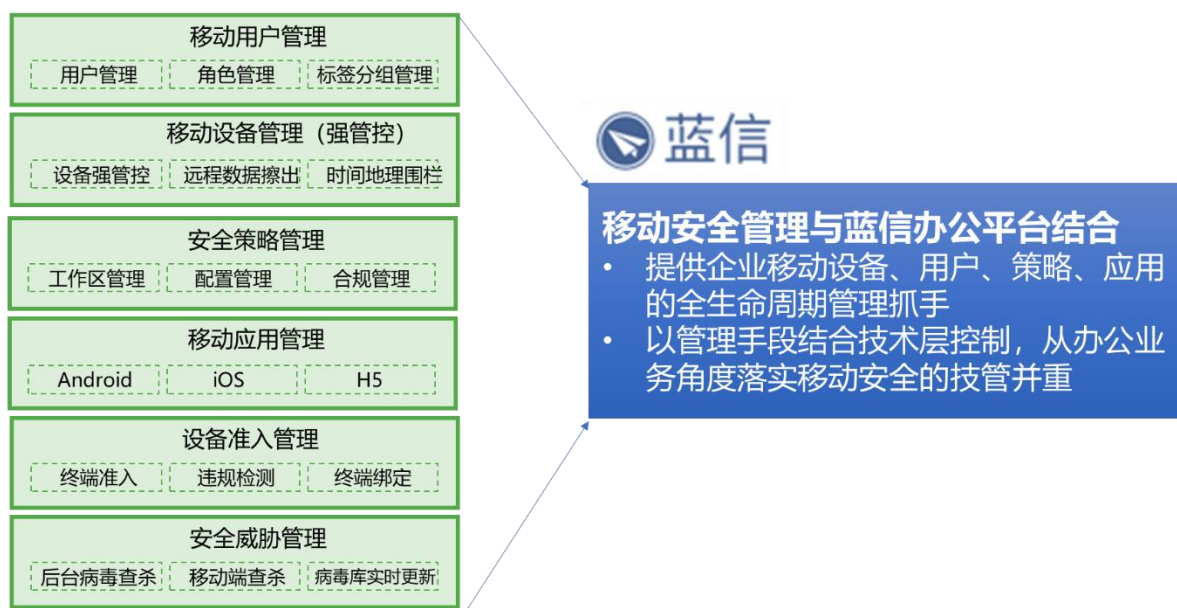 移动用户管理
用户管理 角色管理 标签分组管理
移动设备管理（强管控）
设备强管控 远程数据擦出 时间地理围栏
安全策略管理
工作区管理 配置管理 合规管理
移动应用管理
Android iOS H5
设备准入管理
终端准入 违规检测 终端绑定
安全威胁管理
后台病毒查杀 移动端查杀 病毒库实时更新
蓝信
移动安全管理与蓝信办公平台结合
• 提供企业移动设备、用户、策略、应用
的全生命周期管理抓手
• 以管理手段结合技术层控制，从办公业
务角度落实移动安全的技管并重